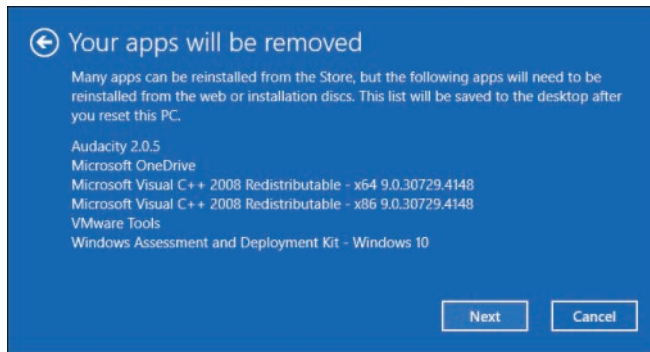 Your apps will be removed
Many apps can be reinstalled from the Store, but the following apps will need to be
reinstalled from the web or installation discs. This list will be saved to the desktop after
you reset this PC.
Audacity 2.0.5
Microsoft OneDrive
Microsoft Visual C++ 2008 Redistributable - x64 9.0.30729.4148
Microsoft Visual C++ 2008 Redistributable - x86 9.0.30729.4148
VMware Tools
Windows Assessment and Deployment Kit - Windows 10
Next Cancel